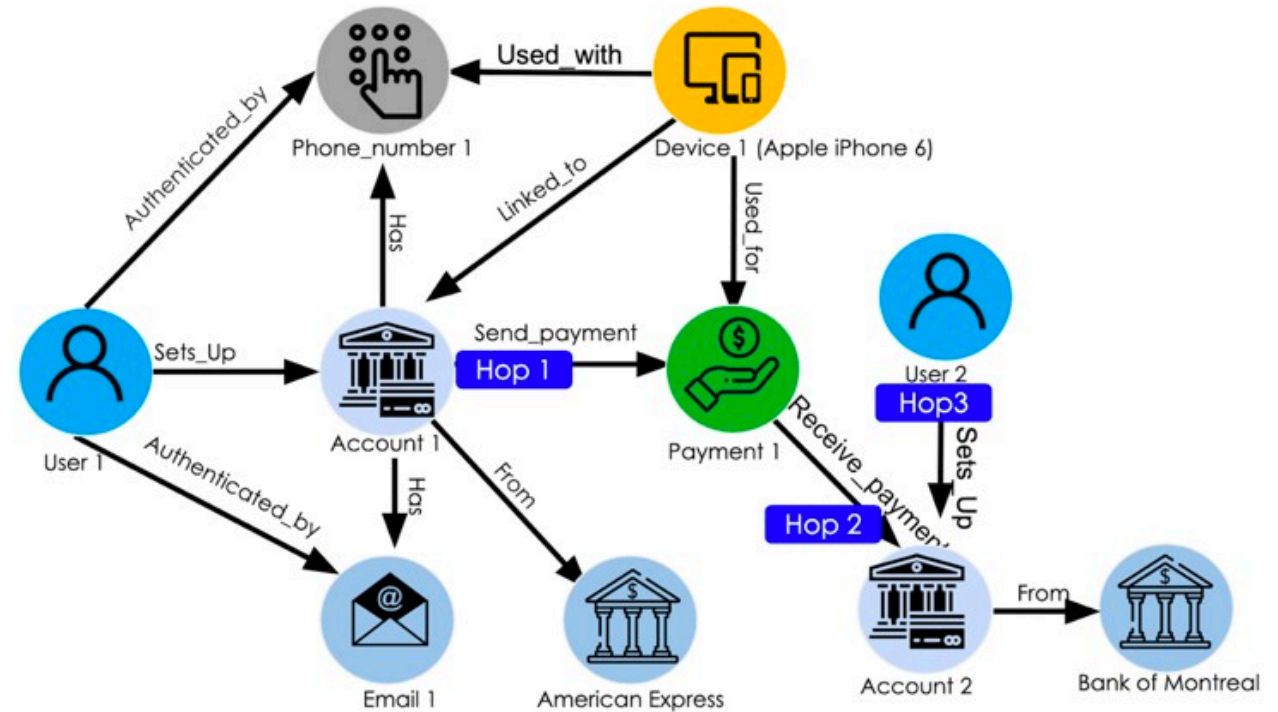 Used_with
Phone_number 1
Device 1 (Apple iPhone 6)
Authenticated_by
Linked_to
Has
Used_for
Sets_Up
Send_payment
Hop 1
User 2
Hop3
User 1
Account 1
Payment 1
Receive_payment
Sets_Up
Authenticated_by
Has
From
Hop 2
@
$
$
From
$
Email 1
American Express
Account 2
Bank of Montreal